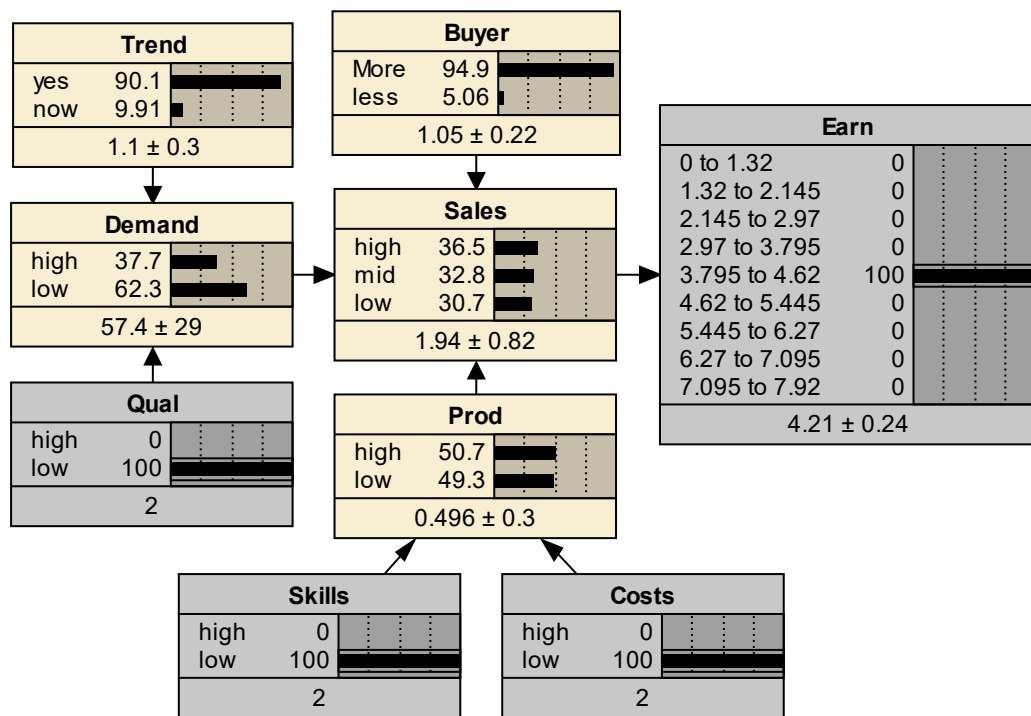 Trend
yes 90.1
now 9.91
1.1 ± 0.3
Buyer
More 94.9
less 5.06
1.05 ± 0.22
Earn
0 to 1.32 0
1.32 to 2.145 0
2.145 to 2.97 0
2.97 to 3.795 0
3.795 to 4.62 100
4.62 to 5.445 0
5.445 to 6.27 0
6.27 to 7.095 0
7.095 to 7.92 0
4.21 ± 0.24
Demand
high 37.7
low 62.3
57.4 ± 29
Sales
high 36.5
mid 32.8
low 30.7
1.94 ± 0.82
Qual
high 0
low 100
2
Prod
high 50.7
low 49.3
0.496 ± 0.3
Skills
high 0
low 100
2
Costs
high 0
low 100
2